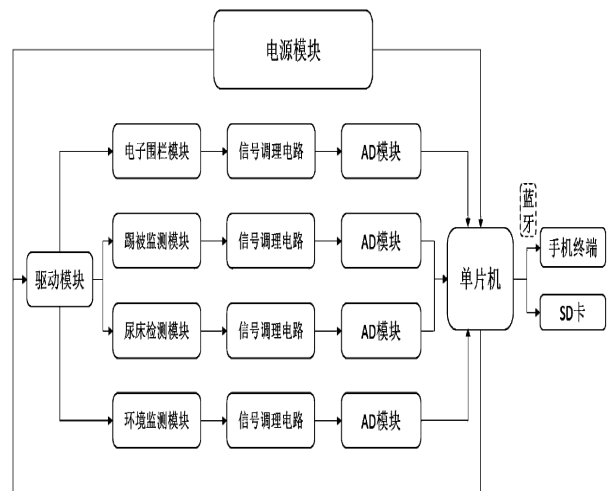 电源模块
电子围栏模块
信号调理电路
AD模块
蓝牙
踢被监测模块
信号调理电路
AD模块
手机终端
驱动模块
单片机
尿床检测模块
信号调理电路
AD模块
SD卡
环境监测模块
信号调理电路
AD模块